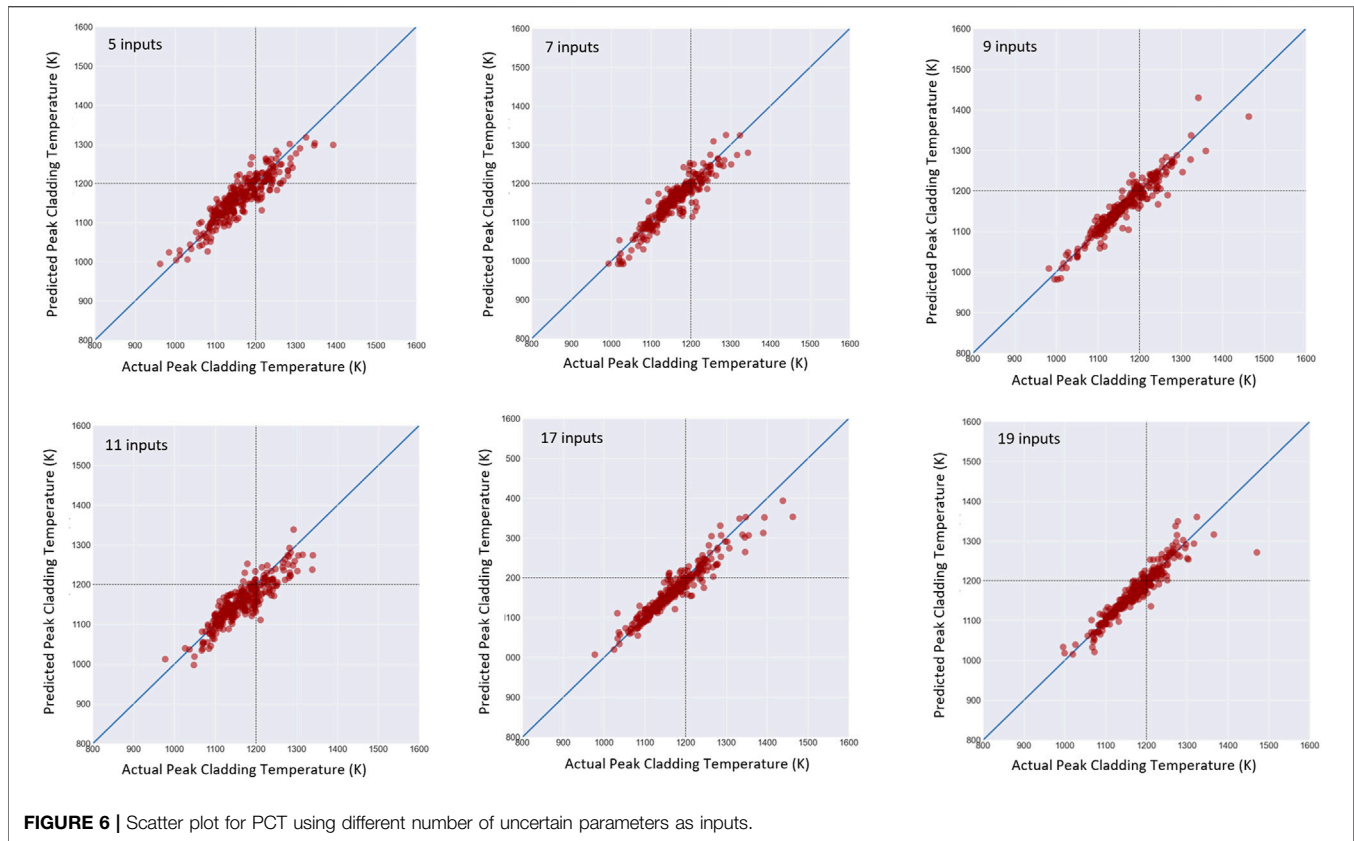 5 inputs
Predicted Peak Cladding Temperature (K)
1600
1500
1400
1300
1200
1100
1000
900
800
800 900 1000 1100 1200 1300 1400 1500 1600
Actual Peak Cladding Temperature (K)
7 inputs
Predicted Peak Cladding Temperature (K)
1600
1500
1400
1300
1200
1100
1000
900
800
800 900 1000 1100 1200 1300 1400 1500 1600
Actual Peak Cladding Temperature (K)
9 inputs
Predicted Peak Cladding Temperature (K)
1600
1500
1400
1300
1200
1100
1000
900
800
800 900 1000 1100 1200 1300 1400 1500 1600
Actual Peak Cladding Temperature (K)
11 inputs
Predicted Peak Cladding Temperature (K)
1600
1500
1400
1300
1200
1100
1000
900
800
800 900 1000 1100 1200 1300 1400 1500 1600
Actual Peak Cladding Temperature (K)
17 inputs
Predicted Peak Cladding Temperature (K)
600
500
400
300
200
100
000
900
800
800 900 1000 1100 1200 1300 1400 1500 1600
Actual Peak Cladding Temperature (K)
19 inputs
Predicted Peak Cladding Temperature (K)
1600
1500
1400
1300
1200
1100
1000
900
800
800 900 1000 1100 1200 1300 1400 1500 1600
Actual Peak Cladding Temperature (K)
FIGURE 6 | Scatter plot for PCT using different number of uncertain parameters as inputs.